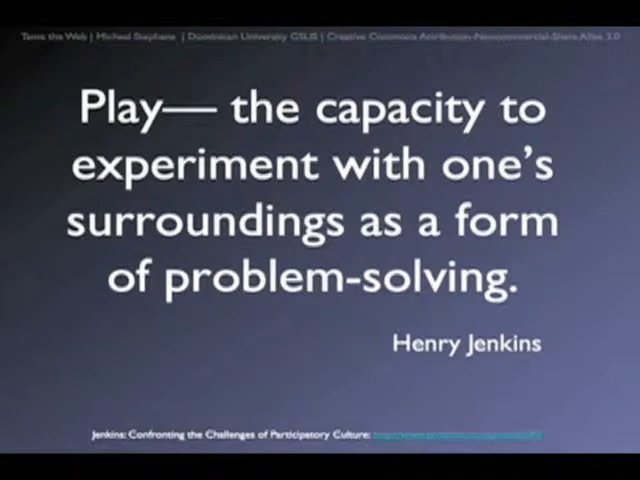 Tame the Web | Michael Stephens | Dominican University GSLIS | Creative Commons Attribution-Noncommercial-Share Alike 3.0
Play— the capacity to
experiment with one’s
surroundings as a form
of problem-solving.
Henry Jenkins
Jenkins: Confronting the Challenges of Participatory Culture: